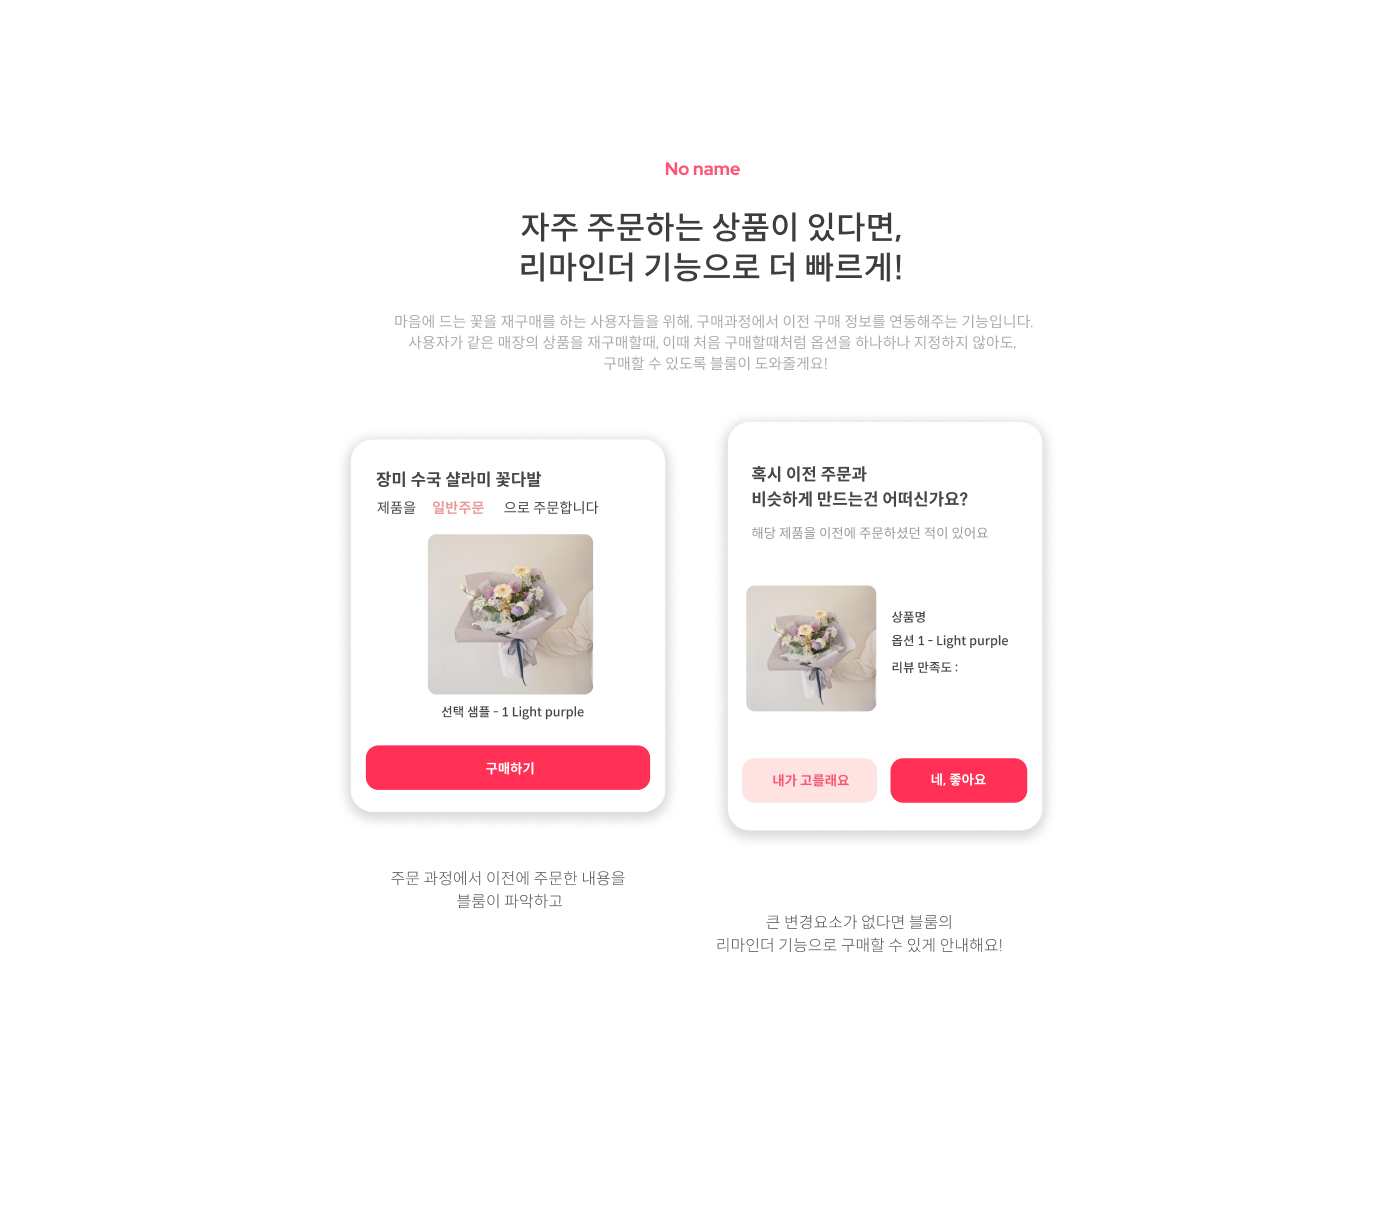 No name
자주 주문하는 상품이 있다면,
리마인더 기능으로 더 빠르게!
마음에 드는 꽃을 재구매를 하는 사용자들을 위해, 구매과정에서 이전 구매 정보를 연동해주는 기능입니다.
사용자가 같은 매장의 상품을 재구매할때, 이때 처음 구매할때처럼 옵션을 하나하나 지정하지 않아도,
구매할 수 있도록 블룸이 도와줄게요!
장미 수국 샬라미 꽃다발
제품을 일반주문 으로 주문합니다
선택 샘플 - 1 Light purple
구매하기
주문 과정에서 이전에 주문한 내용을
블룸이 파악하고
혹시 이전 주문과
비슷하게 만드는건 어떠신가요?
해당 제품을 이전에 주문하셨던 적이 있어요
상품명
옵션 1 - Light purple
리뷰 만족도 :
내가 고를래요
네, 좋아요
큰 변경요소가 없다면 블룸의
리마인더 기능으로 구매할 수 있게 안내해요!